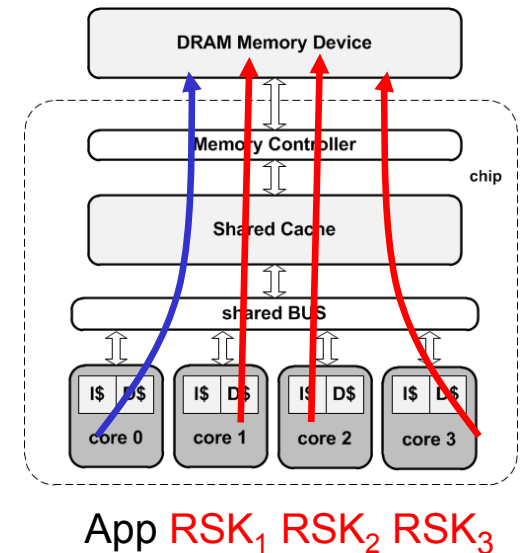 DRAM Memory Device
Memory Controller
chip
Shared Cache
shared BUS
I$ D$ I$ D$ I$ D$ I$ D$
core 0 core 1 core 2 core 3
App RSK₁ RSK₂ RSK₃